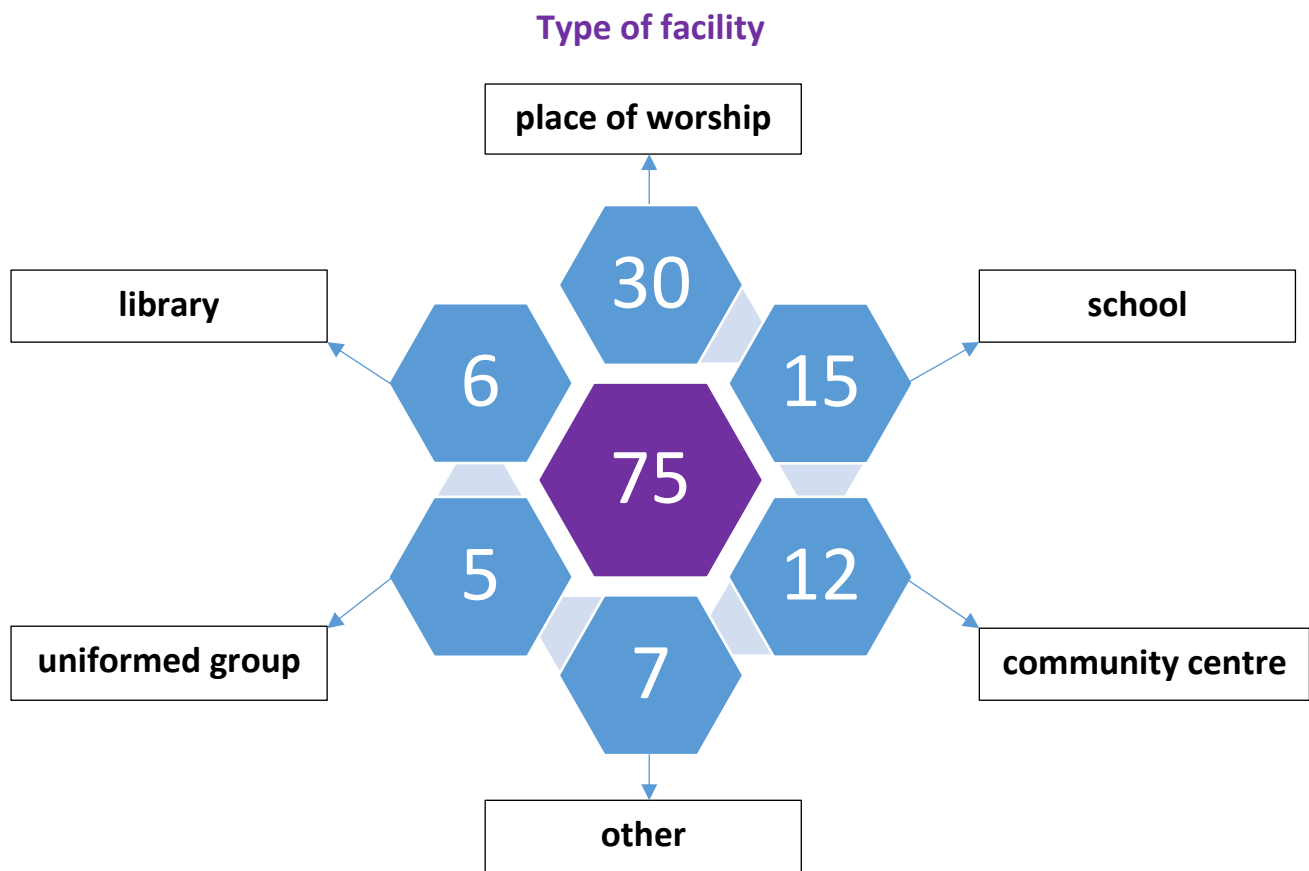 Type of facility
place of worship
30
library
school
6
15
75
5
12
uniformed group
7
community centre
other